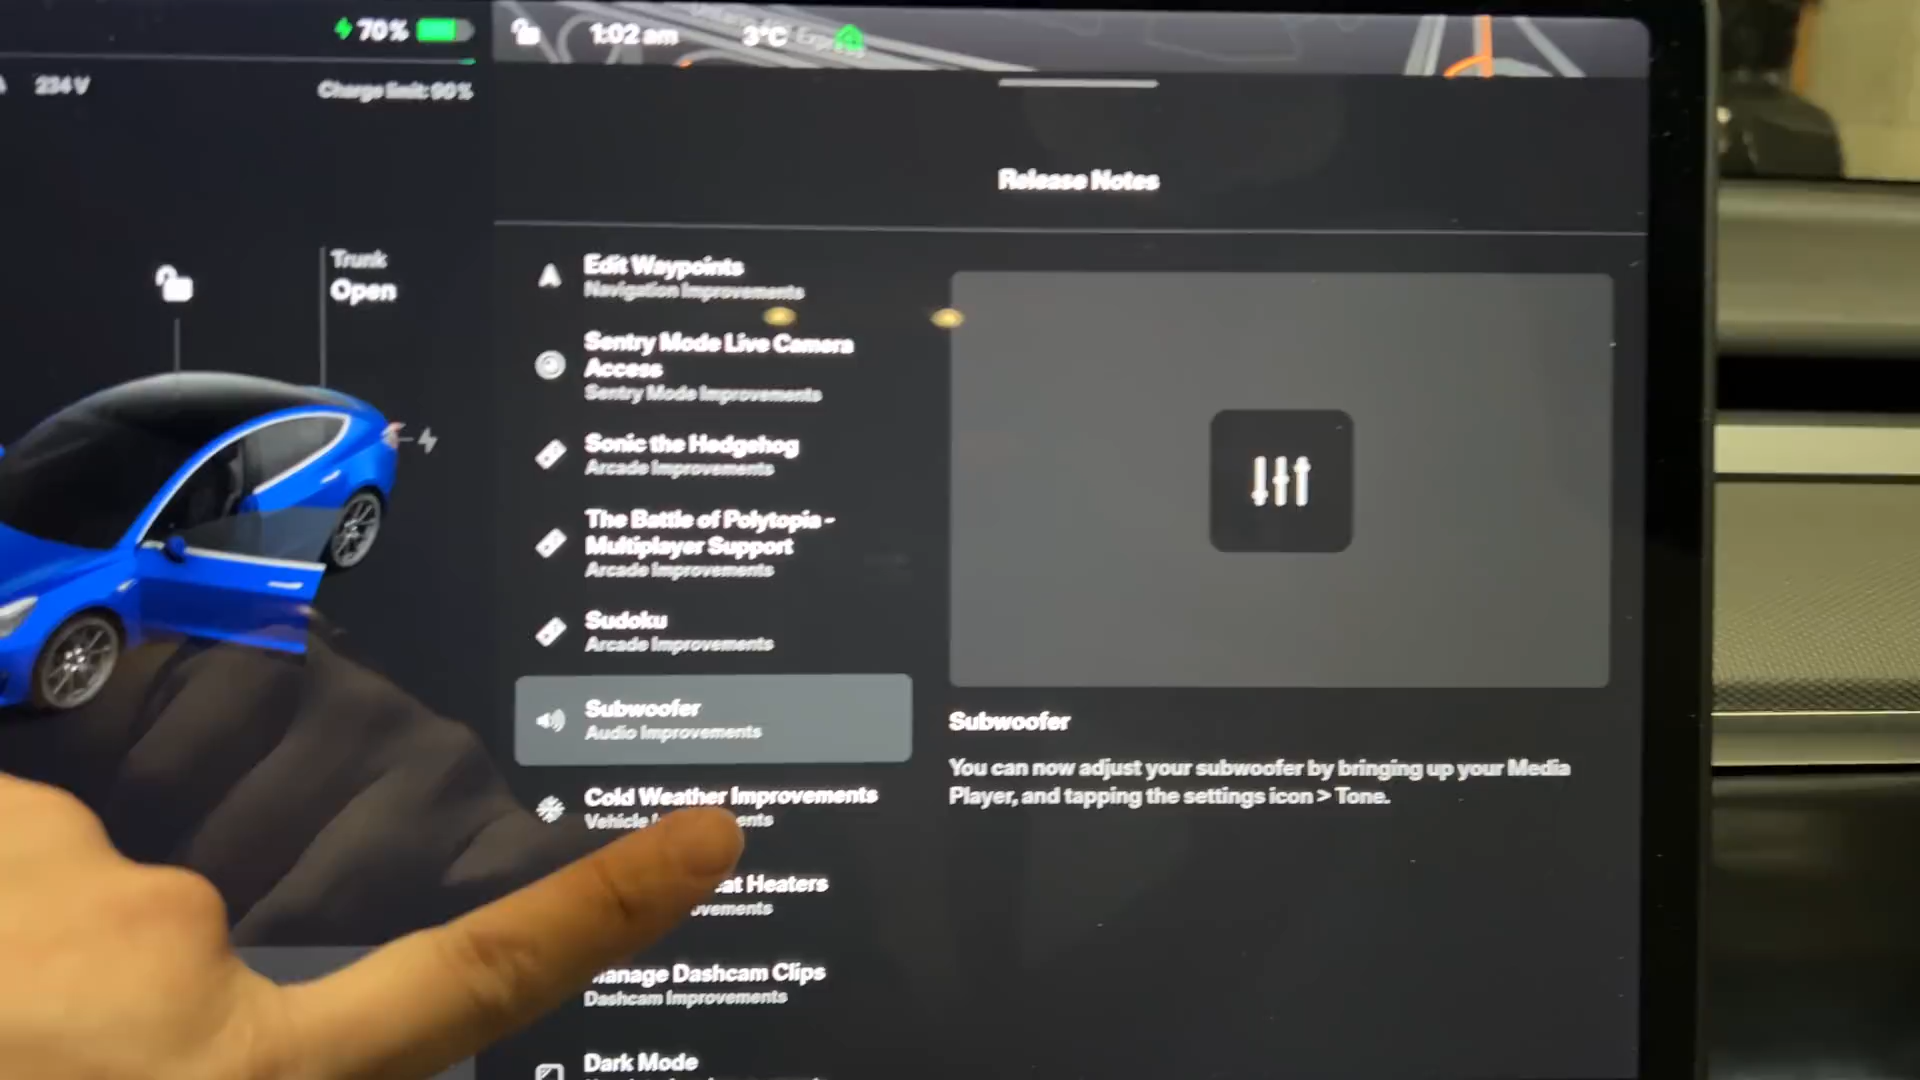 70%
1:02 am
3°C
234 V
Charge limit: 90%
Release Notes
Trunk
Open
Edit Waypoints
Navigation Improvements
Sentry Mode Live Camera
Access
Sentry Mode Improvements
Sonic the Hedgehog
Arcade Improvements
The Battle of Polytopia -
Multiplayer Support
Arcade Improvements
Sudoku
Arcade Improvements
Subwoofer
Audio Improvements
Cold Weather Improvements
Vehicle
Heaters
Dashcam Clips
Dashcam Improvements
Dark Mode
Subwoofer
You can now adjust your subwoofer by bringing up your Media
Player, and tapping the settings icon > Tone.